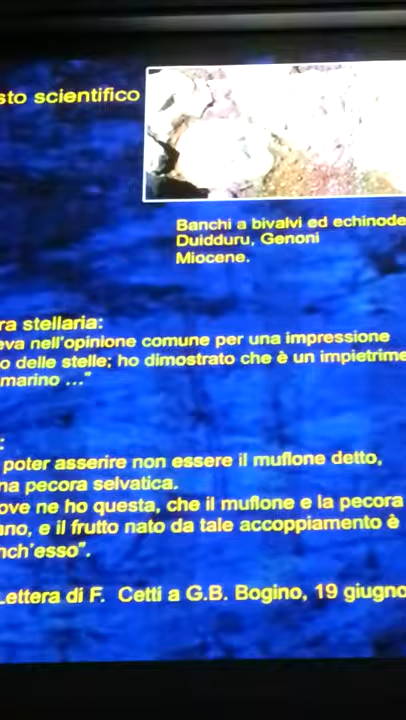 sto scientifico
Banchi a bivalvi ed echinode
Duidduru, Genoni
Miocene.
ra stellaria:
eva nell'opinione comune per una impressione
o delle stelle; ho dimostrato che è un impietrime
marino ..."
:
poter asserire non essere il muflone detto,
na pecora selvatica.
ove ne ho questa, che il muflone e la pecora
ano, e il frutto nato da tale accoppiamento è
nch'esso".
Lettera di F. Cetti a G.B. Bogino, 19 giugno